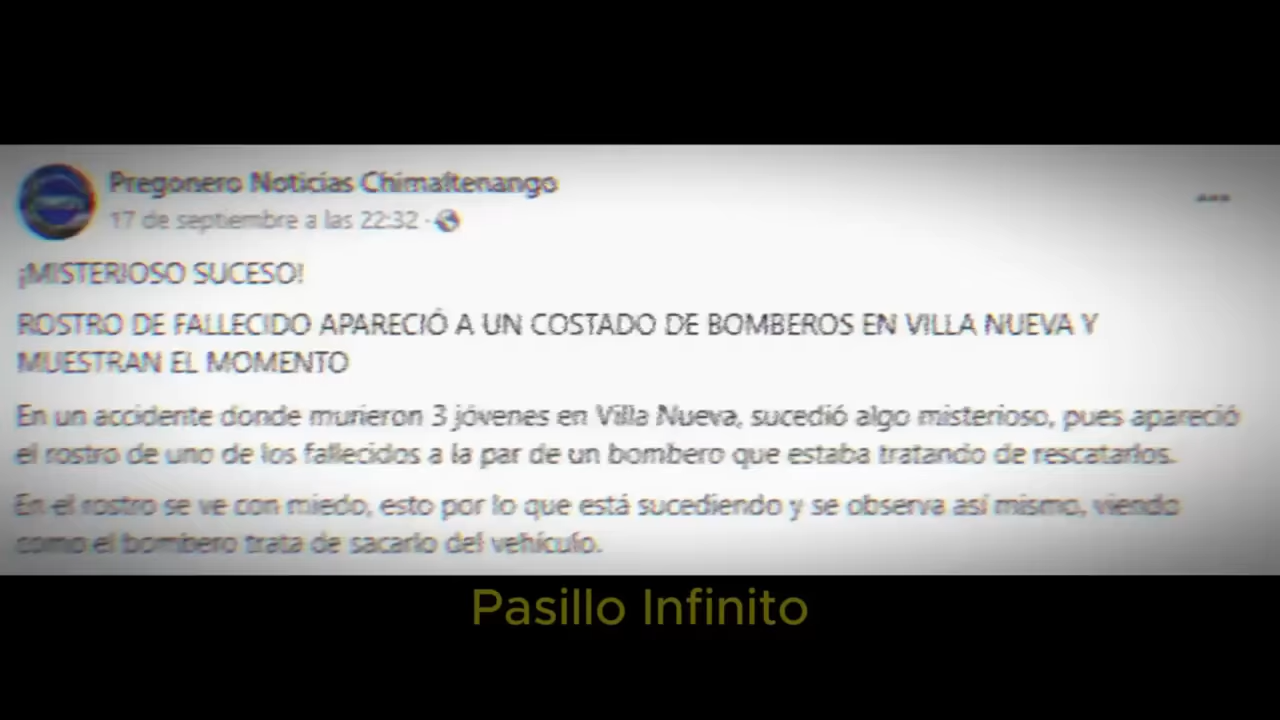 Pregonero Noticias Chimaltenango
17 de septiembre a las 22:32 ·
¡MISTERIOSO SUCESO!
ROSTRO DE FALLECIDO APARECIÓ A UN COSTADO DE BOMBEROS EN VILLA NUEVA Y
MUESTRAN EL MOMENTO
En un accidente donde murieron 3 jóvenes en Villa Nueva, sucedió algo misterioso, pues apareció
el rostro de uno de los fallecidos a la par de un bombero que estaba tratando de rescatarlos.
En el rostro se ve con miedo, esto por lo que está sucediendo y se observa así mismo, viendo
como el bombero trata de sacarlo del vehículo.
Pasillo Infinito